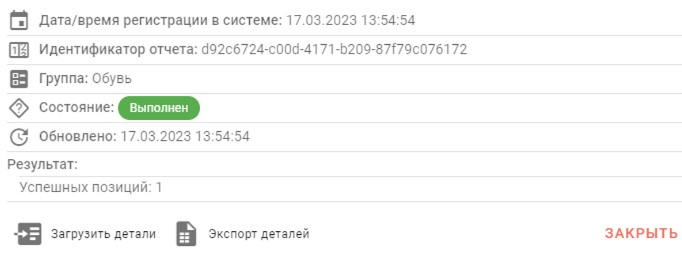 Дата/время регистрации в системе: 17.03.2023 13:54:54
Идентификатор отчета: d92c6724-c00d-4171-b209-87f79c076172
Группа: Обувь
Состояние: Выполнен
Обновлено: 17.03.2023 13:54:54
Результат:
Успешных позиций: 1
Загрузить детали Экспорт деталей ЗАКРЫТЬ